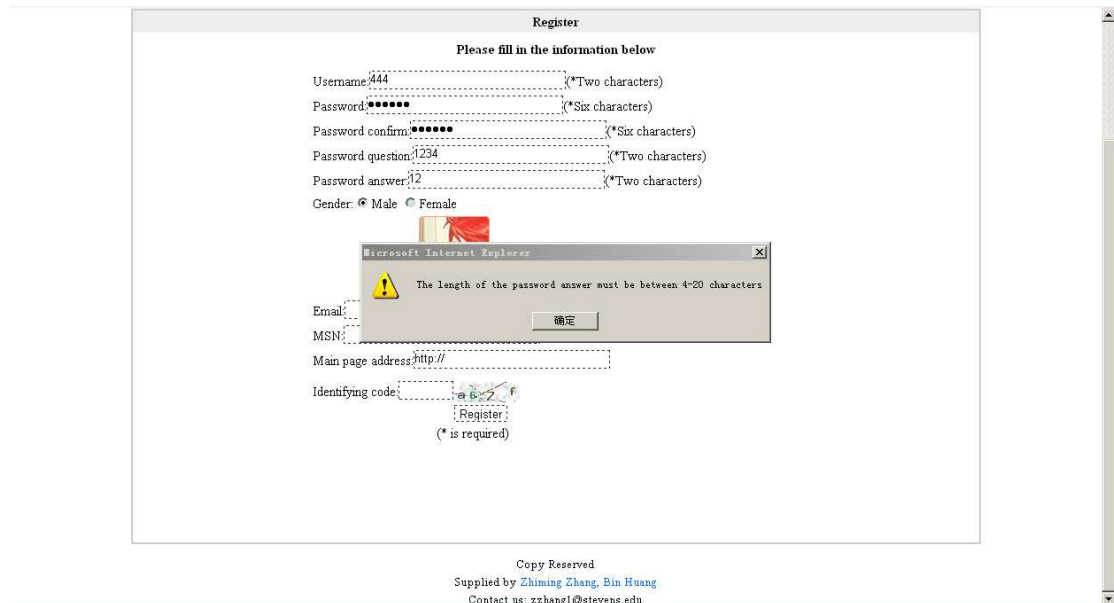 Register
Please fill in the information below
Username:444(*Two characters)
Password:●●●●●●(*Six characters)
Password confirm:●●●●●●(*Six characters)
Password question:1234(*Two characters)
Password answer:12(*Two characters)
Gender: Male Female
Microsoft Internet Explorer
The length of the password answer must be between 4-20 characters
确定
Email:
MSN:
Main page address:http://
Identifying code: a 6 2 f
Register
(* is required)
Copy Reserved
Supplied by Zhiming Zhang, Bin Huang
Contact us: zzhang1@stevens.edu